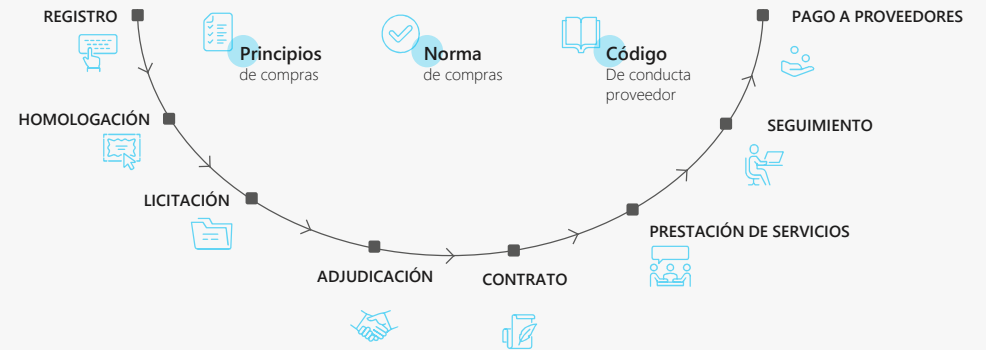 REGISTRO
PAGO A PROVEEDORES
Principios
de compras
Norma
de compras
Código
De conducta
proveedor
HOMOLOGACIÓN
SEGUIMIENTO
LICITACIÓN
PRESTACIÓN DE SERVICIOS
ADJUDICACIÓN
CONTRATO